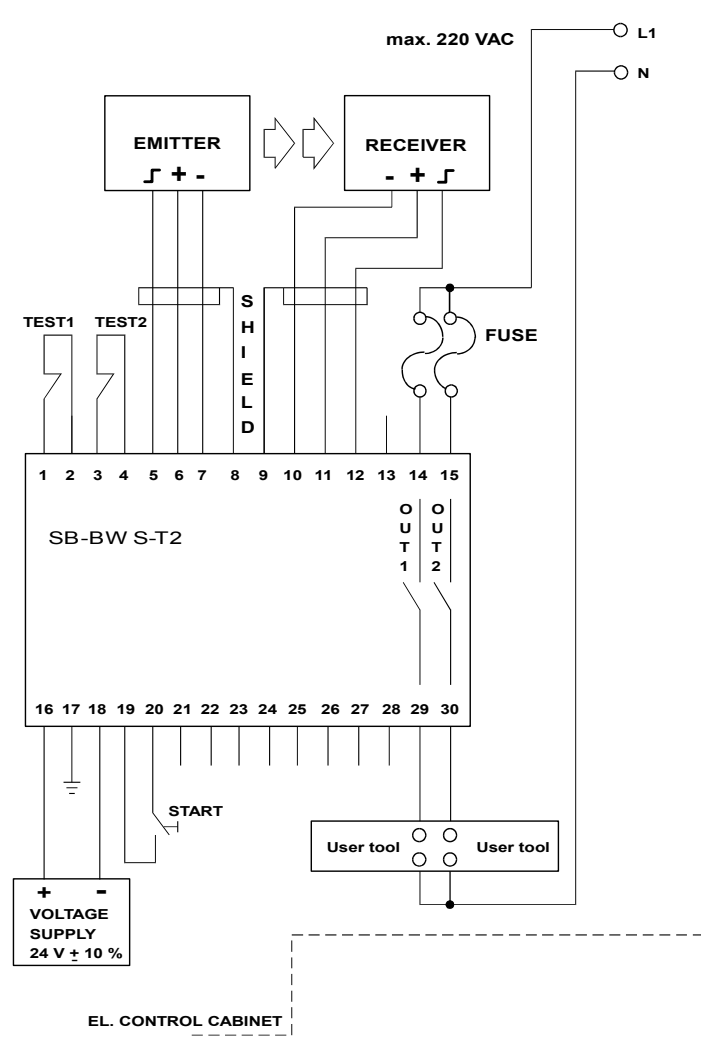 max. 220 VAC
L1
N
EMITTER
+ -
RECEIVER
- +
S
H
I
E
L
D
TEST1
TEST2
FUSE
1 2 3 4 5 6 7 8 9 10 11 12 13 14 15
SB-BW S-T2
O
U
T
1
O
U
T
2
16 17 18 19 20 21 22 23 24 25 26 27 28 29 30
START
User tool
User tool
+ -
VOLTAGE
SUPPLY
24 V ± 10 %
EL. CONTROL CABINET